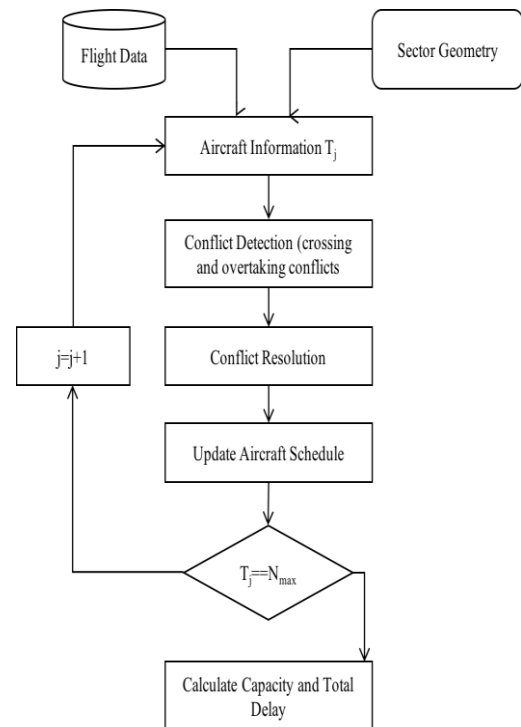 Flight Data
Sector Geometry
Aircraft Information Tj
Conflict Detection (crossing
and overtaking conflicts
Conflict Resolution
j=j+1
Update Aircraft Schedule
Tj==Nmax
Calculate Capacity and Total
Delay